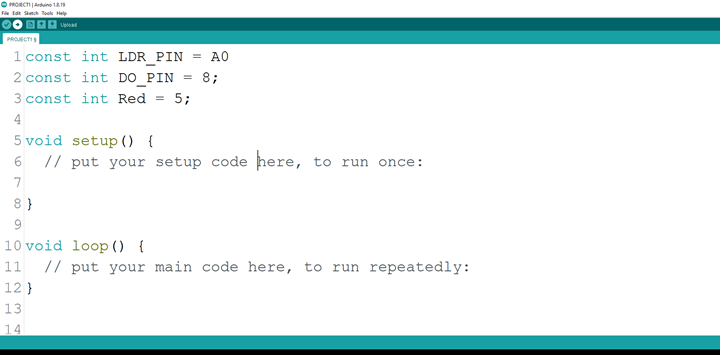 PROJECT1 | Arduino 1.8.19
File Edit Sketch Tools Help
Upload
PROJECT1 §
1 const int LDR_PIN = A0
2 const int DO_PIN = 8;
3 const int Red = 5;
4
5 void setup() {
6 // put your setup code here, to run once:
7
8 }
9
10 void loop() {
11 // put your main code here, to run repeatedly:
12 }
13
14